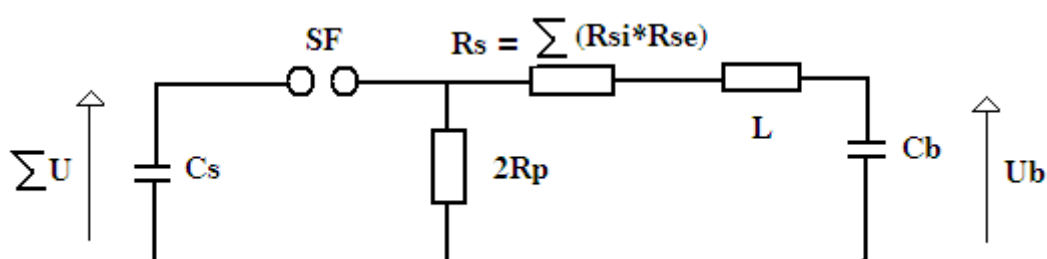 SF
Rs = ∑ (Rsi*Rse)
∑U
Cs
2Rp
L
Cb
Ub